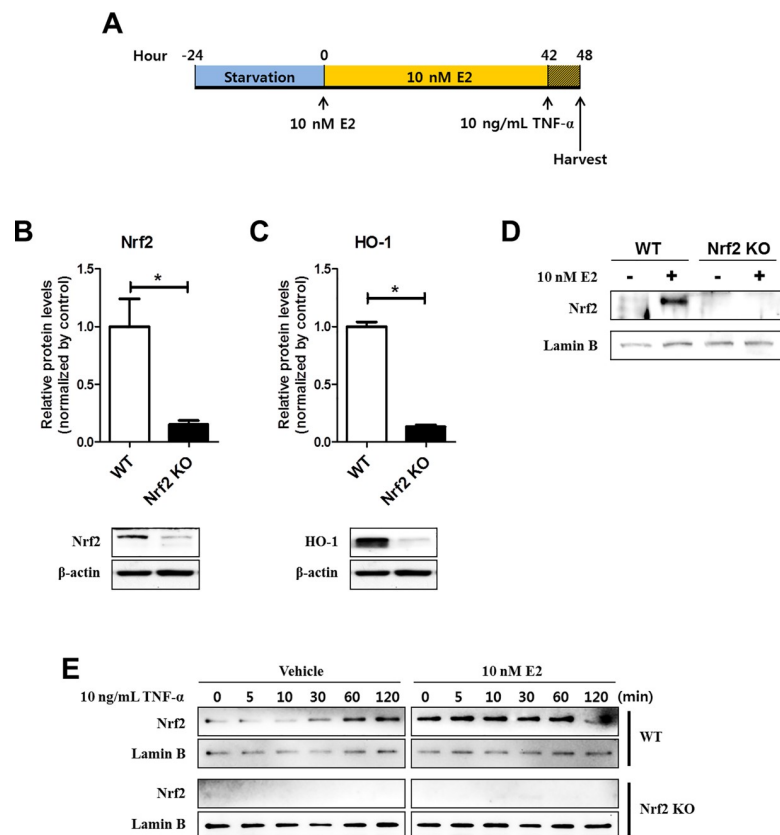 A
Hour -24 0 42 48
Starvation 10 nM E2
10 nM E2 10 ng/mL TNF-α
Harvest
B
Nrf2
Relative protein levels
(normalized by control)
1.5
1.0
0.5
0.0
*
WT Nrf2 KO
Nrf2
β-actin
C
HO-1
Relative protein levels
(normalized by control)
1.5
1.0
0.5
0.0
*
WT Nrf2 KO
HO-1
β-actin
D
WT Nrf2 KO
10 nM E2 - + - +
Nrf2
Lamin B
E
Vehicle 10 nM E2
10 ng/mL TNF-α 0 5 10 30 60 120 0 5 10 30 60 120 (min)
Nrf2
WT
Lamin B
Nrf2
Nrf2 KO
Lamin B